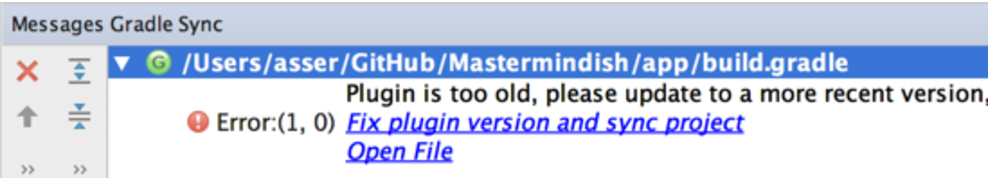 Messages Gradle Sync
/Users/asser/GitHub/Mastermindish/app/build.gradle
Plugin is too old, please update to a more recent version,
Error:(1, 0) Fix plugin version and sync project
Open File